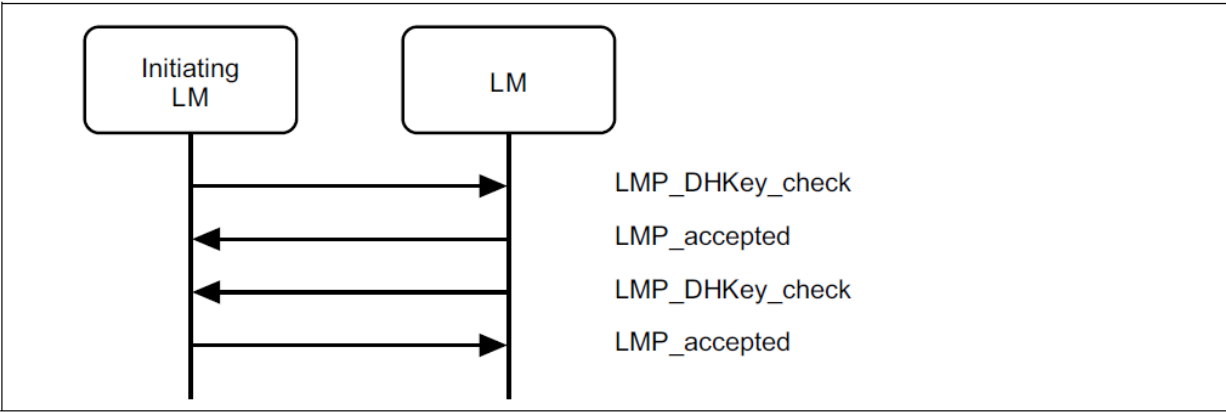 Initiating
LM
LM
LMP_DHKey_check
LMP_accepted
LMP_DHKey_check
LMP_accepted